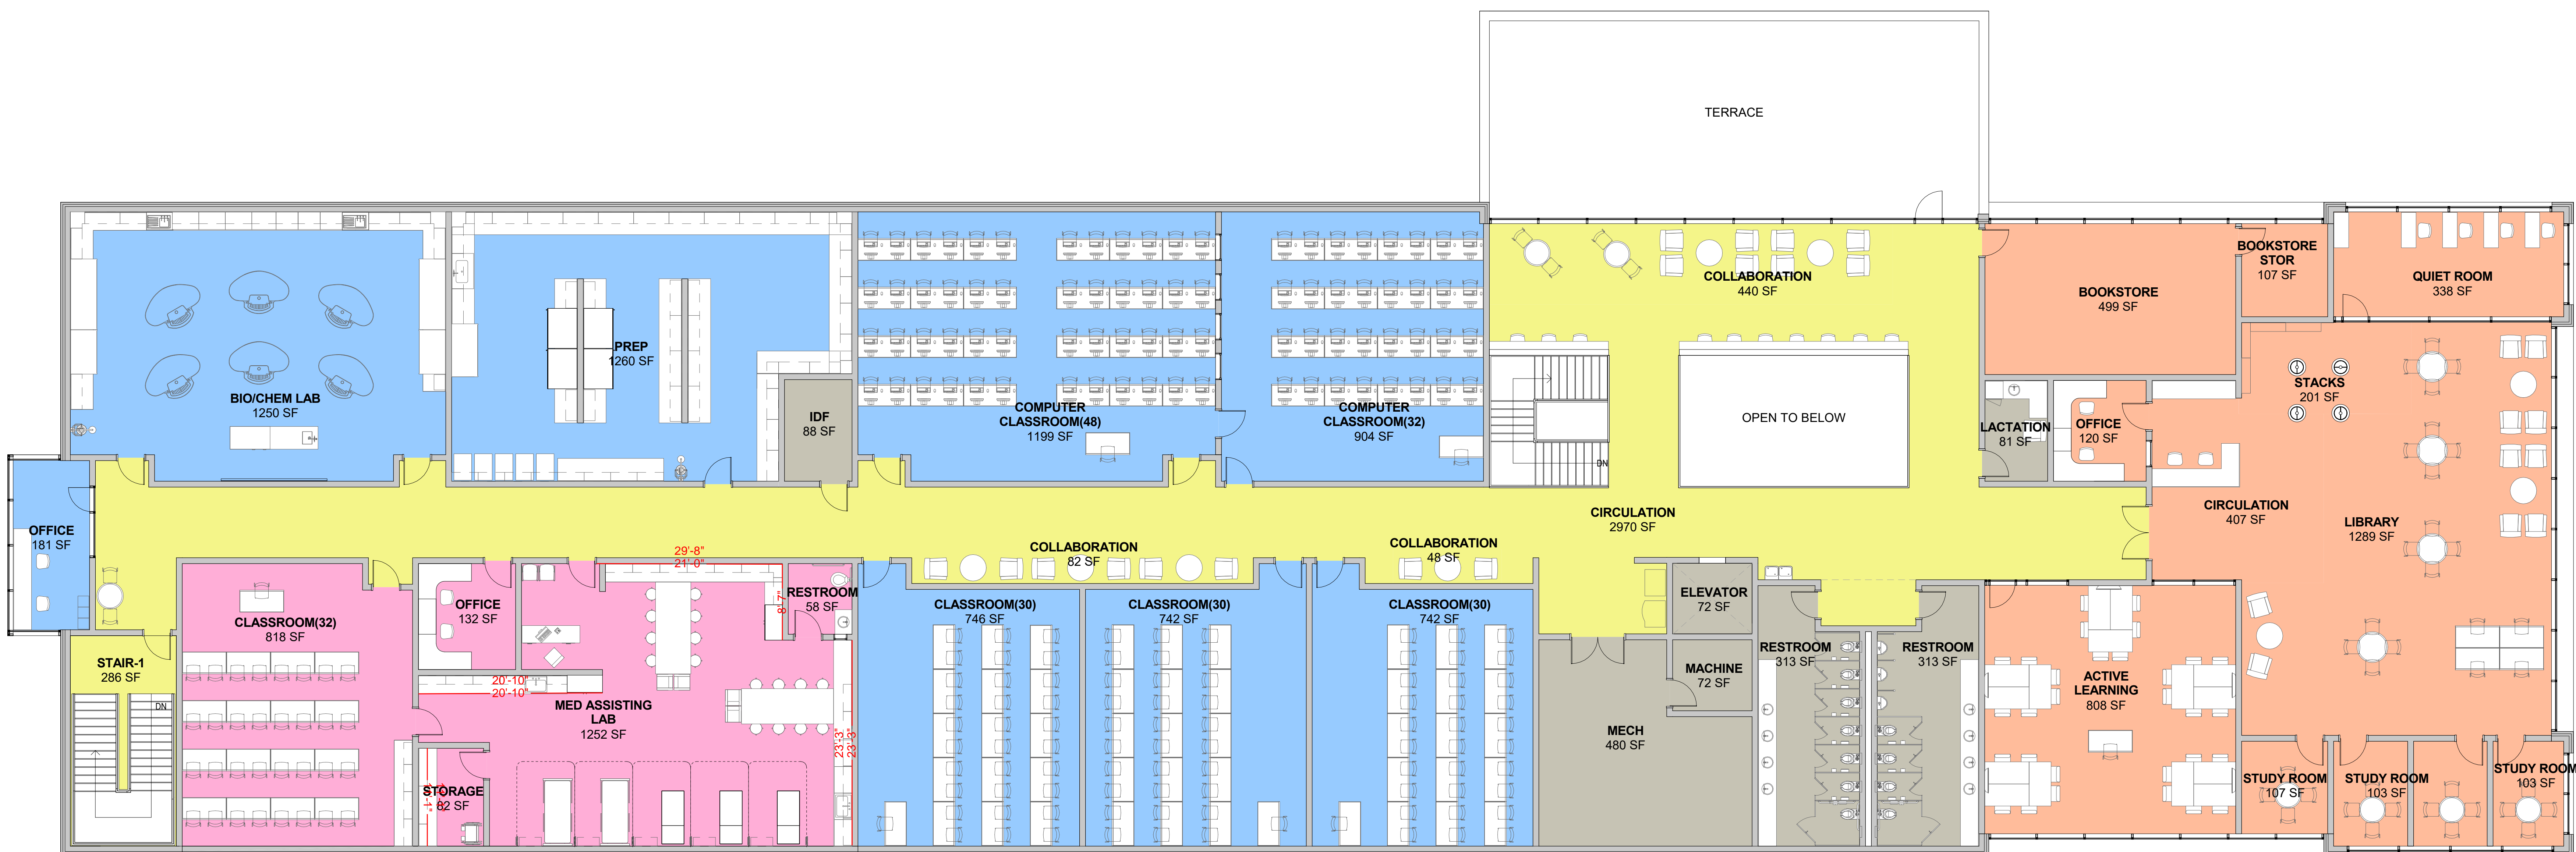 TERRACE
BIO/CHEM LAB
1250 SF
PREP
1260 SF
IDF
88 SF
COMPUTER
CLASSROOM(48)
1199 SF
COMPUTER
CLASSROOM(32)
904 SF
COLLABORATION
440 SF
OPEN TO BELOW
DN
BOOKSTORE
499 SF
BOOKSTORE
STOR
107 SF
QUIET ROOM
338 SF
STACKS
201 SF
LACTATION
81 SF
OFFICE
120 SF
CIRCULATION
407 SF
LIBRARY
1289 SF
OFFICE
181 SF
CIRCULATION
2970 SF
COLLABORATION
82 SF
COLLABORATION
48 SF
STAIR-1
286 SF
DN
CLASSROOM(32)
818 SF
OFFICE
132 SF
29'-8"
21'-0"
8'-7"
RESTROOM
58 SF
20'-10"
20'-10"
MED ASSISTING
LAB
1252 SF
23'-3"
23'-3"
STORAGE
82 SF
CLASSROOM(30)
746 SF
CLASSROOM(30)
742 SF
CLASSROOM(30)
742 SF
ELEVATOR
72 SF
MACHINE
72 SF
MECH
480 SF
RESTROOM
313 SF
RESTROOM
313 SF
ACTIVE
LEARNING
808 SF
STUDY ROOM
107 SF
STUDY ROOM
103 SF
STUDY ROOM
103 SF